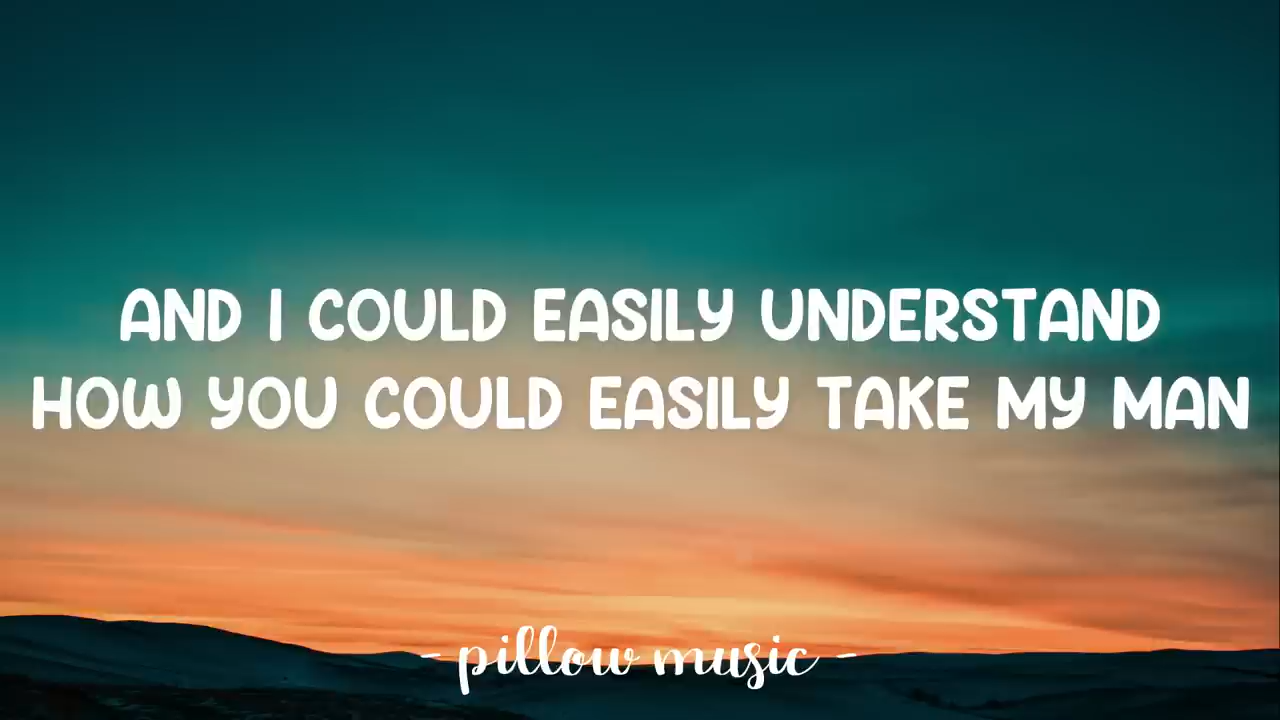 AND I COULD EASILY UNDERSTAND
HOW YOU COULD EASILY TAKE MY MAN
- pillow music -